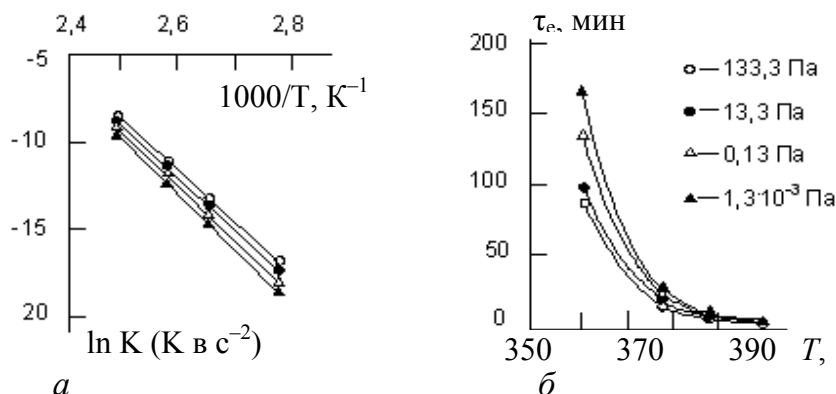 2,4 2,6 2,8
-5
1000/T, К⁻¹
-10
-15
20
ln K (K в с⁻²)
а
τe, мин
200
133,3 Па
150
13,3 Па
0,13 Па
100
1,3·10⁻³ Па
50
0
350 370 390 T,
б